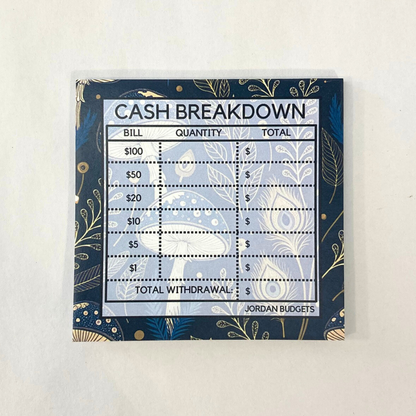 CASH BREAKDOWN
BILL QUANTITY TOTAL
$100 $
$50 $
$20 $
$10 $
$5 $
$1 $
TOTAL WITHDRAWAL: $
JORDAN BUDGETS